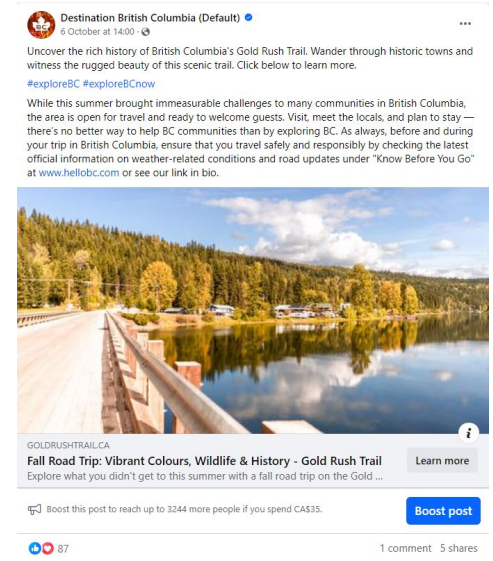 Destination British Columbia (Default)
6 October at 14:00 ·
Uncover the rich history of British Columbia's Gold Rush Trail. Wander through historic towns and
witness the rugged beauty of this scenic trail. Click below to learn more.
#exploreBC #exploreBCnow
While this summer brought immeasurable challenges to many communities in British Columbia,
the area is open for travel and ready to welcome guests. Visit, meet the locals, and plan to stay —
there's no better way to help BC communities than by exploring BC. As always, before and during
your trip in British Columbia, ensure that you travel safely and responsibly by checking the latest
official information on weather-related conditions and road updates under "Know Before You Go"
at www.hellobc.com or see our link in bio.
GOLDRUSHTRAIL.CA
Fall Road Trip: Vibrant Colours, Wildlife & History - Gold Rush Trail
Learn more
Explore what you didn't get to this summer with a fall road trip on the Gold ...
Boost this post to reach up to 3244 more people if you spend CA$35.
Boost post
87
1 comment 5 shares